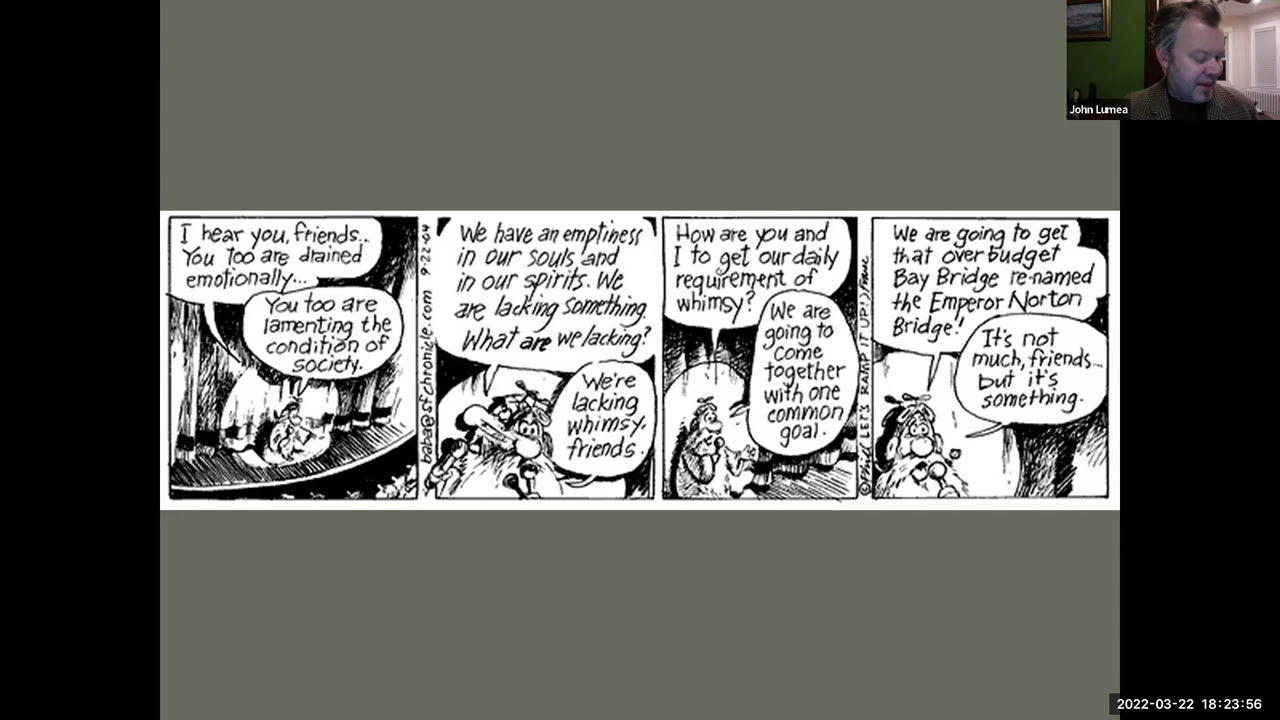 John Lumea
I hear you, friends...
You too are drained
emotionally...
You too are
lamenting the
condition of
society.
baba@sfchronicle.com 9-22-04
We have an emptiness
in our souls and
in our spirits. We
are lacking something.
What are we lacking?
We're
lacking
whimsy,
friends.
How are you and
I to get our daily
requirement of
whimsy?
We are
going to
come
together
with one
common
goal.
LET'S RAMP IT UP!
We are going to get
that over budget
Bay Bridge re-named
the Emperor Norton
Bridge!
It's not
much, friends...
but it's
something.
2022-03-22 18:23:56